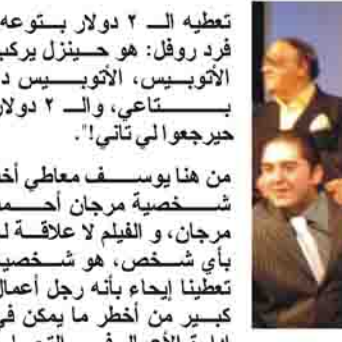 تعطيه الـ ٢ دولار بتوعه
فرد روفل: هو حينزل يركب
الأتوبيس، الأتوبيس د
بتاعي، والـ ٢ دولار
حيرجعوا لي تاني!".
من هنا يوسف معاطي أخ
شخصية مرجان أحم
مرجان، و الفيلم لا علاقة ل
بأي شخص، هو شخصي
تعطينا إيحاء بأنه رجل أعمال
كبير من أخطر ما يمكن في